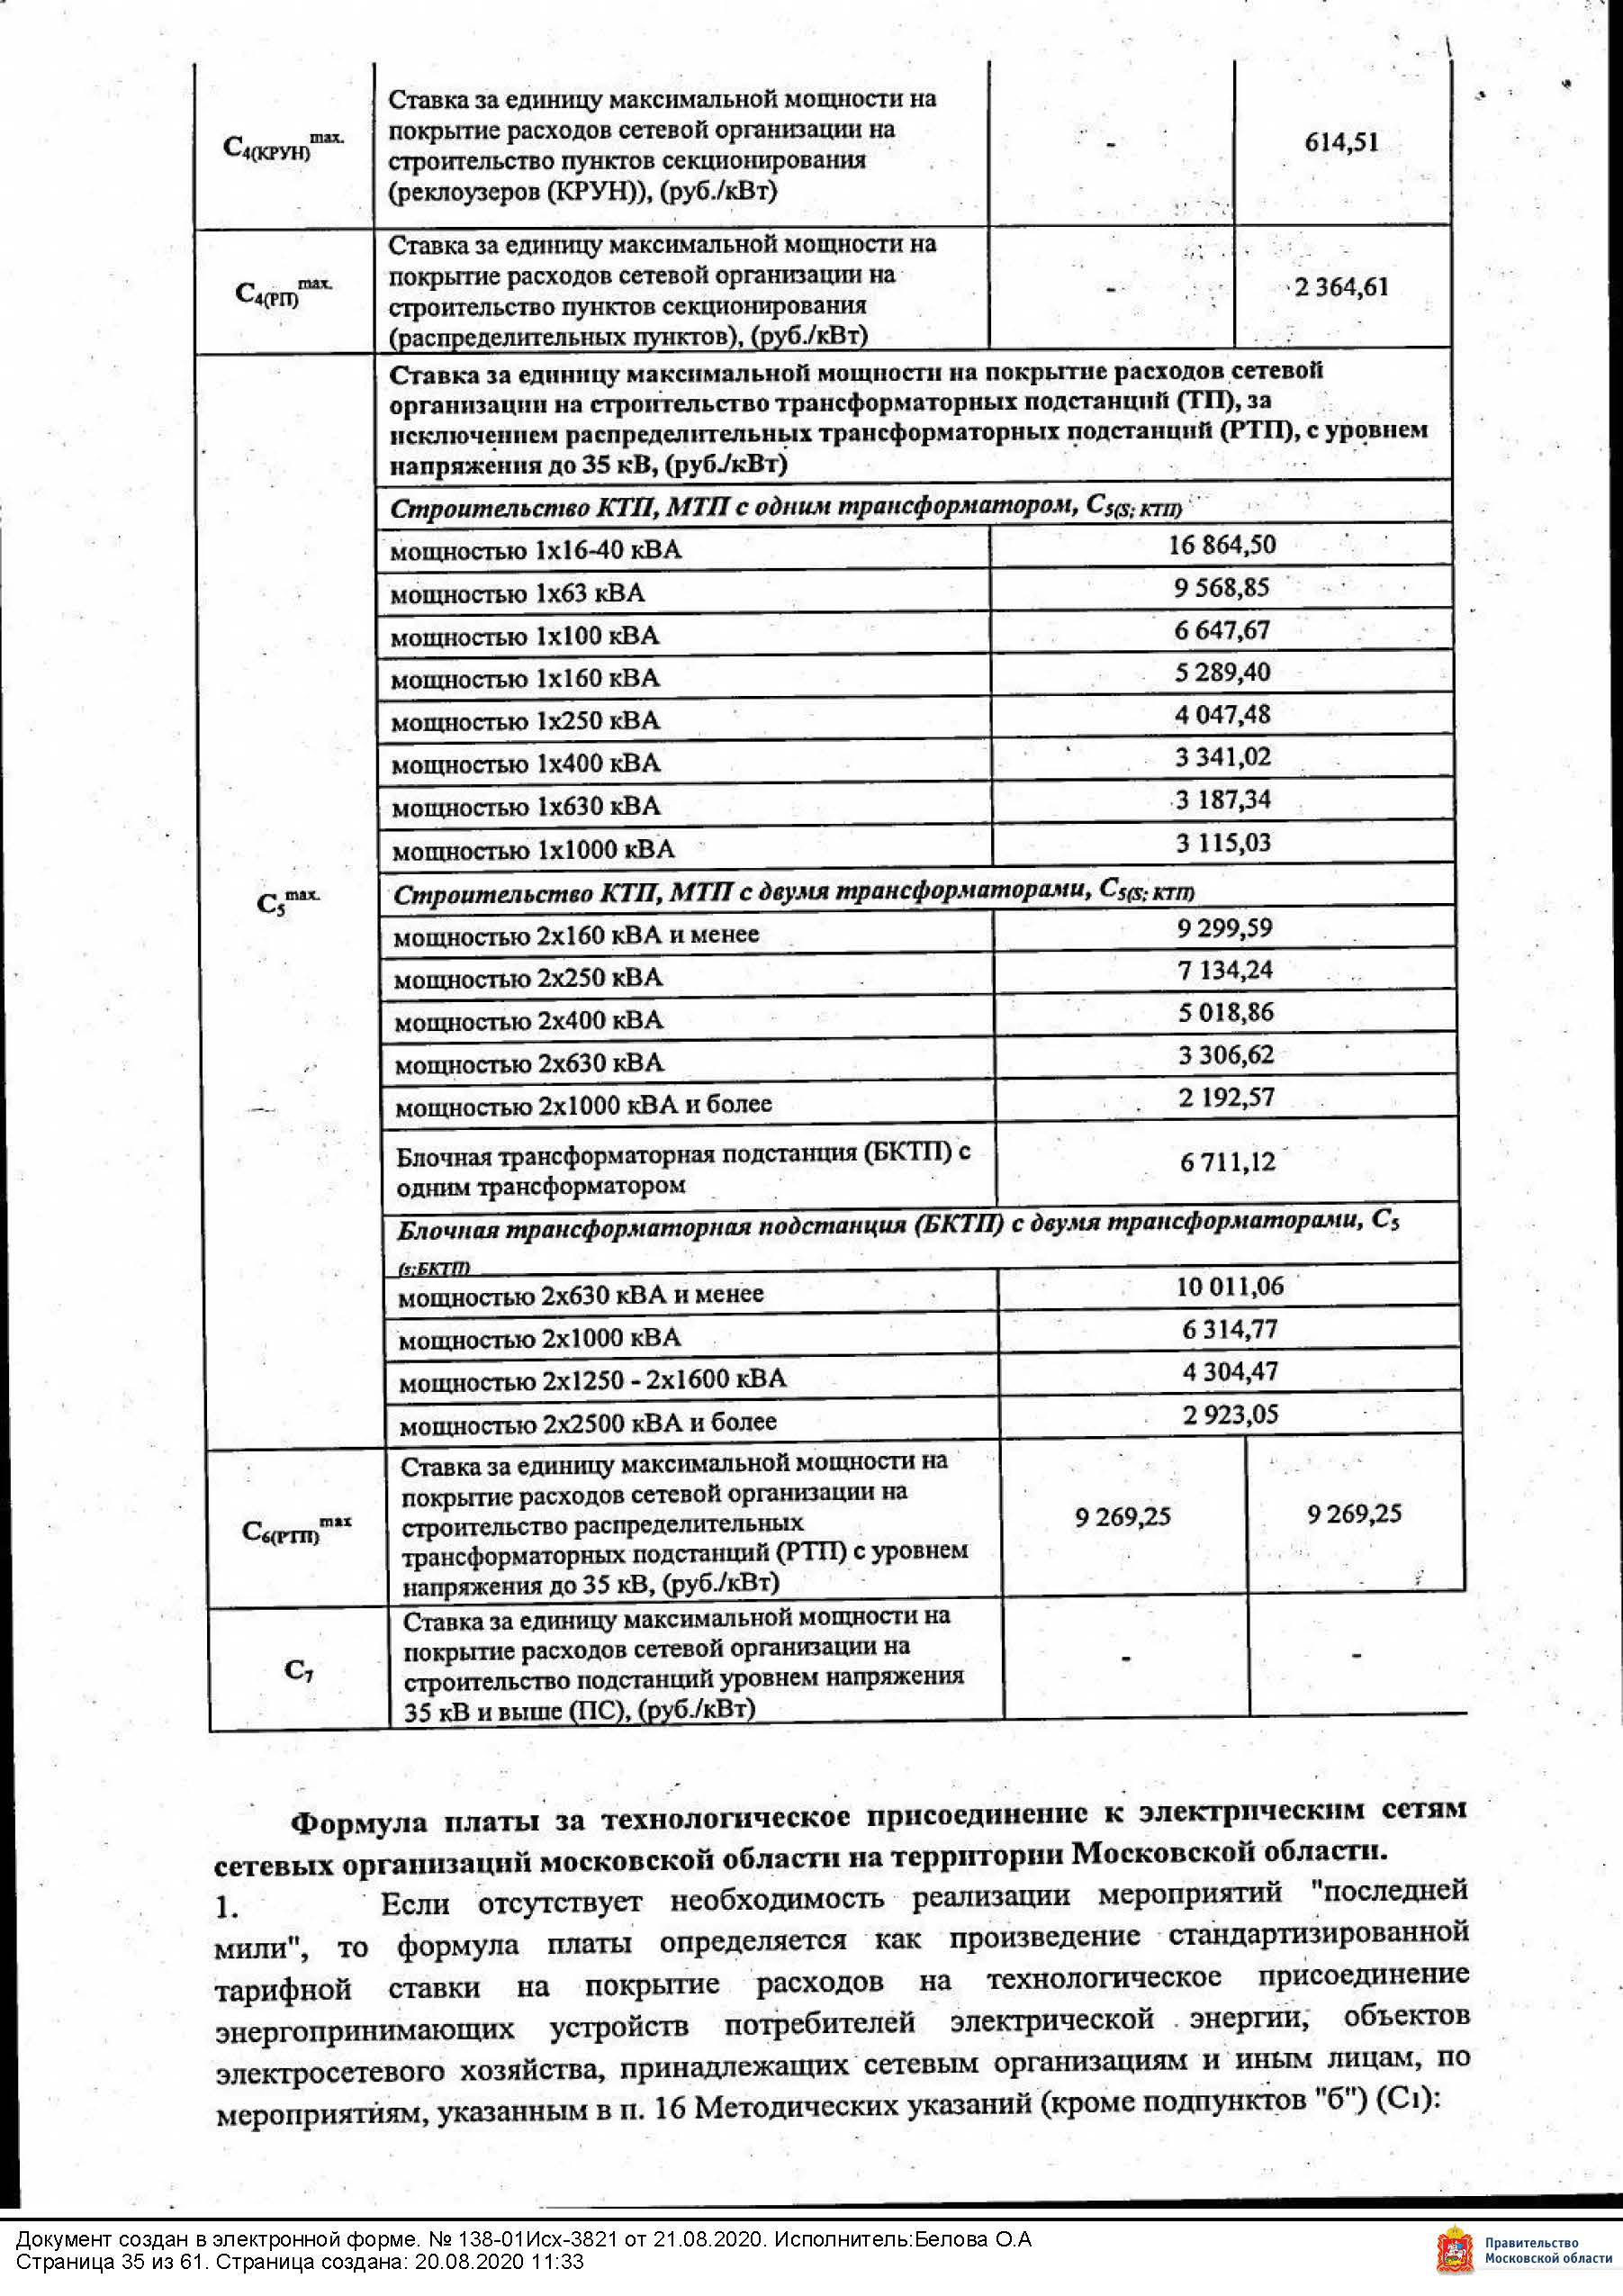 С4(КРУН)max.
Ставка за единицу максимальной мощности на
покрытие расходов сетевой организации на
строительство пунктов секционирования
(реклоузеров (КРУН)), (руб./кВт)
-
614,51
С4(РП)max.
Ставка за единицу максимальной мощности на
покрытие расходов сетевой организации на
строительство пунктов секционирования
(распределительных пунктов), (руб./кВт)
-
2 364,61
С5max.
Ставка за единицу максимальной мощности на покрытие расходов сетевой
организации на строительство трансформаторных подстанций (ТП), за
исключением распределительных трансформаторных подстанций (РТП), с уровнем
напряжения до 35 кВ, (руб./кВт)
Строительство КТП, МТП с одним трансформатором, С5(S; КТП)
мощностью 1х16-40 кВА
16 864,50
мощностью 1х63 кВА
9 568,85
мощностью 1х100 кВА
6 647,67
мощностью 1х160 кВА
5 289,40
мощностью 1х250 кВА
4 047,48
мощностью 1х400 кВА
3 341,02
мощностью 1х630 кВА
3 187,34
мощностью 1х1000 кВА
3 115,03
Строительство КТП, МТП с двумя трансформаторами, С5(S; КТП)
мощностью 2х160 кВА и менее
9 299,59
мощностью 2х250 кВА
7 134,24
мощностью 2х400 кВА
5 018,86
мощностью 2х630 кВА
3 306,62
мощностью 2х1000 кВА и более
2 192,57
Блочная трансформаторная подстанция (БКТП) с
одним трансформатором
6 711,12
Блочная трансформаторная подстанция (БКТП) с двумя трансформаторами, С5
(s;БКТП)
мощностью 2х630 кВА и менее
10 011,06
мощностью 2х1000 кВА
6 314,77
мощностью 2х1250 - 2х1600 кВА
4 304,47
мощностью 2х2500 кВА и более
2 923,05
С6(РТП)max
Ставка за единицу максимальной мощности на
покрытие расходов сетевой организации на
строительство распределительных
трансформаторных подстанций (РТП) с уровнем
напряжения до 35 кВ, (руб./кВт)
9 269,25
9 269,25
С7
Ставка за единицу максимальной мощности на
покрытие расходов сетевой организации на
строительство подстанций уровнем напряжения
35 кВ и выше (ПС), (руб./кВт)
-
-
Формула платы за технологическое присоединение к электрическим сетям
сетевых организаций московской области на территории Московской области.
1. Если отсутствует необходимость реализации мероприятий "последней
мили", то формула платы определяется как произведение стандартизированной
тарифной ставки на покрытие расходов на технологическое присоединение
энергопринимающих устройств потребителей электрической энергии, объектов
электросетевого хозяйства, принадлежащих сетевым организациям и иным лицам, по
мероприятиям, указанным в п. 16 Методических указаний (кроме подпунктов "б") (С1):
Документ создан в электронной форме. № 138-01Исх-3821 от 21.08.2020. Исполнитель:Белова О.А
Страница 35 из 61. Страница создана: 20.08.2020 11:33
Правительство
Московской области